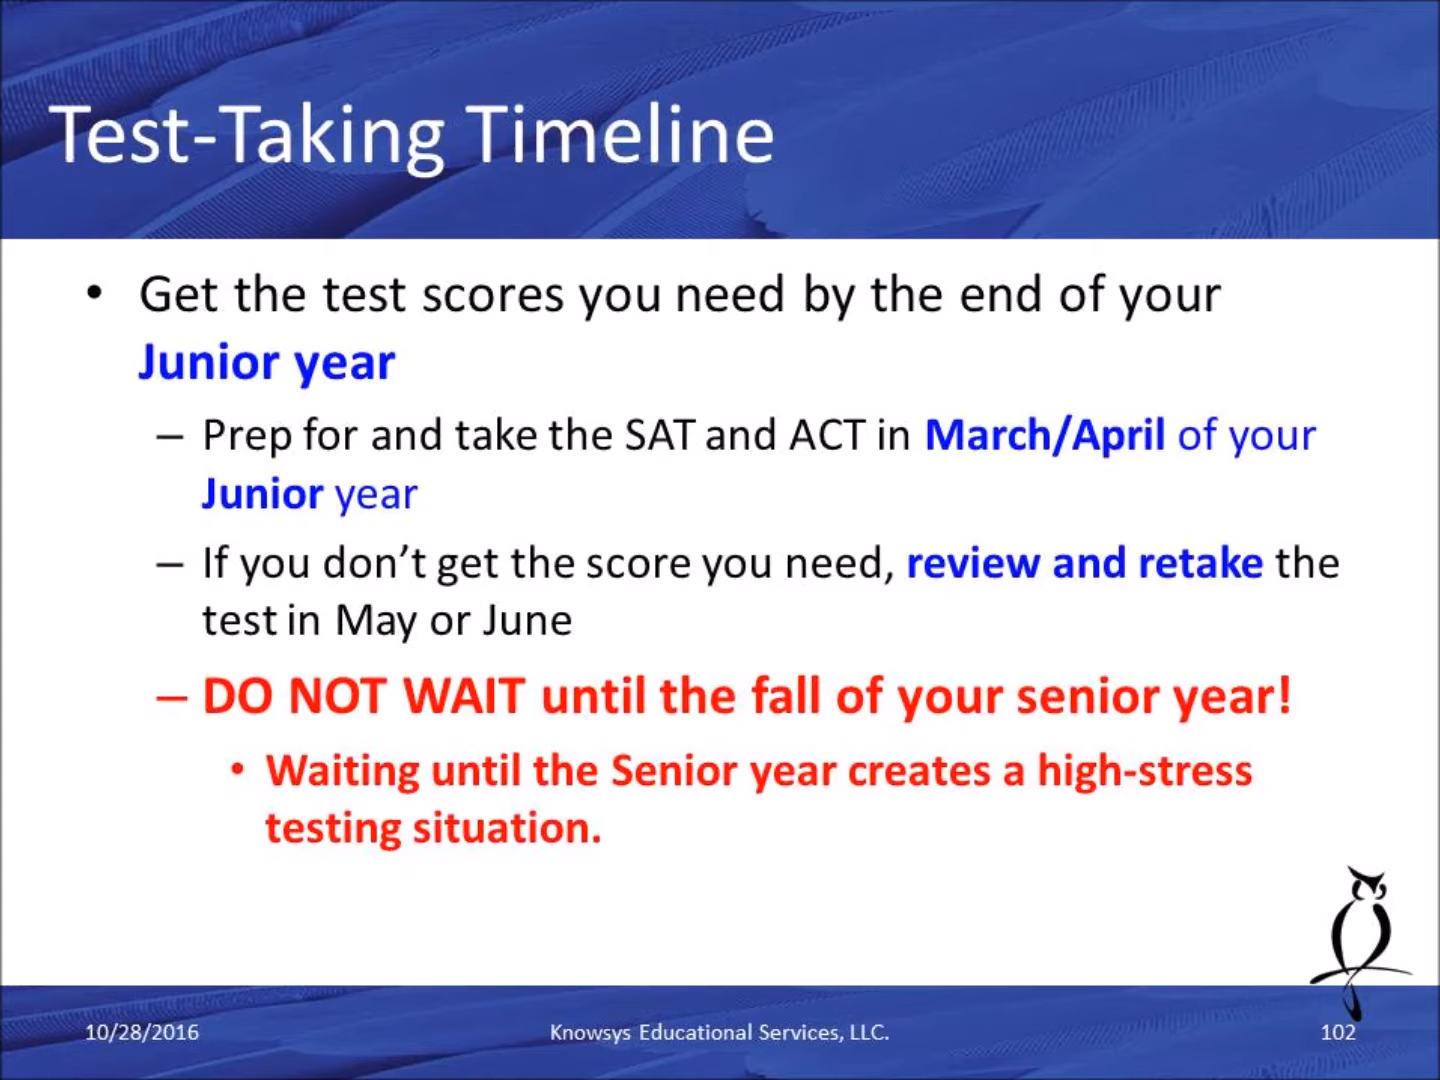 Test-Taking Timeline
• Get the test scores you need by the end of your
Junior year
– Prep for and take the SAT and ACT in March/April of your
Junior year
– If you don’t get the score you need, review and retake the
test in May or June
– DO NOT WAIT until the fall of your senior year!
• Waiting until the Senior year creates a high-stress
testing situation.
10/28/2016
Knowsys Educational Services, LLC.
102